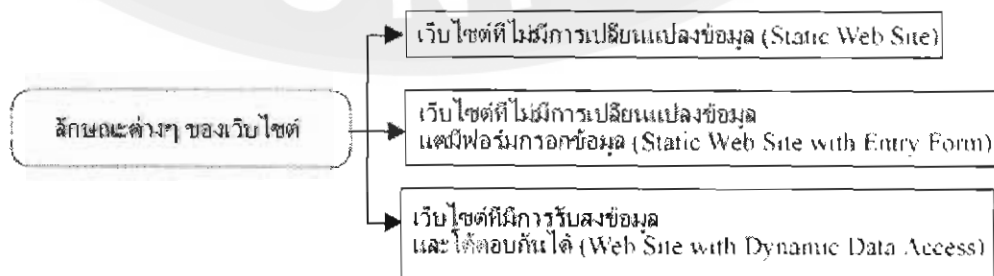 เว็บไซต์ที่ไม่มีการเปลี่ยนแปลงข้อมูล (Static Web Site)
ลักษณะต่างๆ ของเว็บไซต์
เว็บไซต์ที่ไม่มีการเปลี่ยนแปลงข้อมูล
แต่มีฟอร์มกรอกข้อมูล (Static Web Site with Entry Form)
เว็บไซต์ที่มีการรับส่งข้อมูล
และโต้ตอบกันได้ (Web Site with Dynamic Data Access)